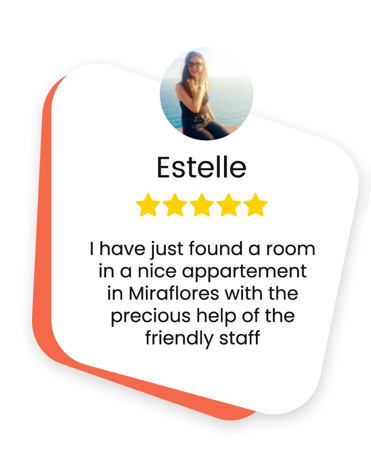 Estelle
I have just found a room
in a nice appartement
in Miraflores with the
precious help of the
friendly staff